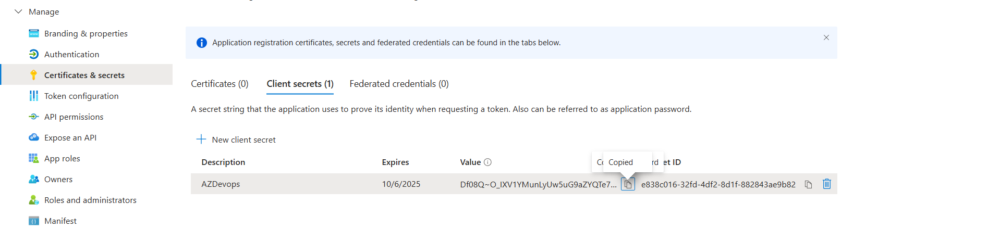 Manage
Branding & properties
Authentication
Certificates & secrets
Token configuration
API permissions
Expose an API
App roles
Owners
Roles and administrators
Manifest
Application registration certificates, secrets and federated credentials can be found in the tabs below.
Certificates (0) Client secrets (1) Federated credentials (0)
A secret string that the application uses to prove its identity when requesting a token. Also can be referred to as application password.
New client secret
Copied
Description Expires Value et ID
AZDevops 10/6/2025 Df08Q~O_IXV1YMunLyUw5uG9aZYQTe7... e838c016-32fd-4df2-8d1f-882843ae9b82